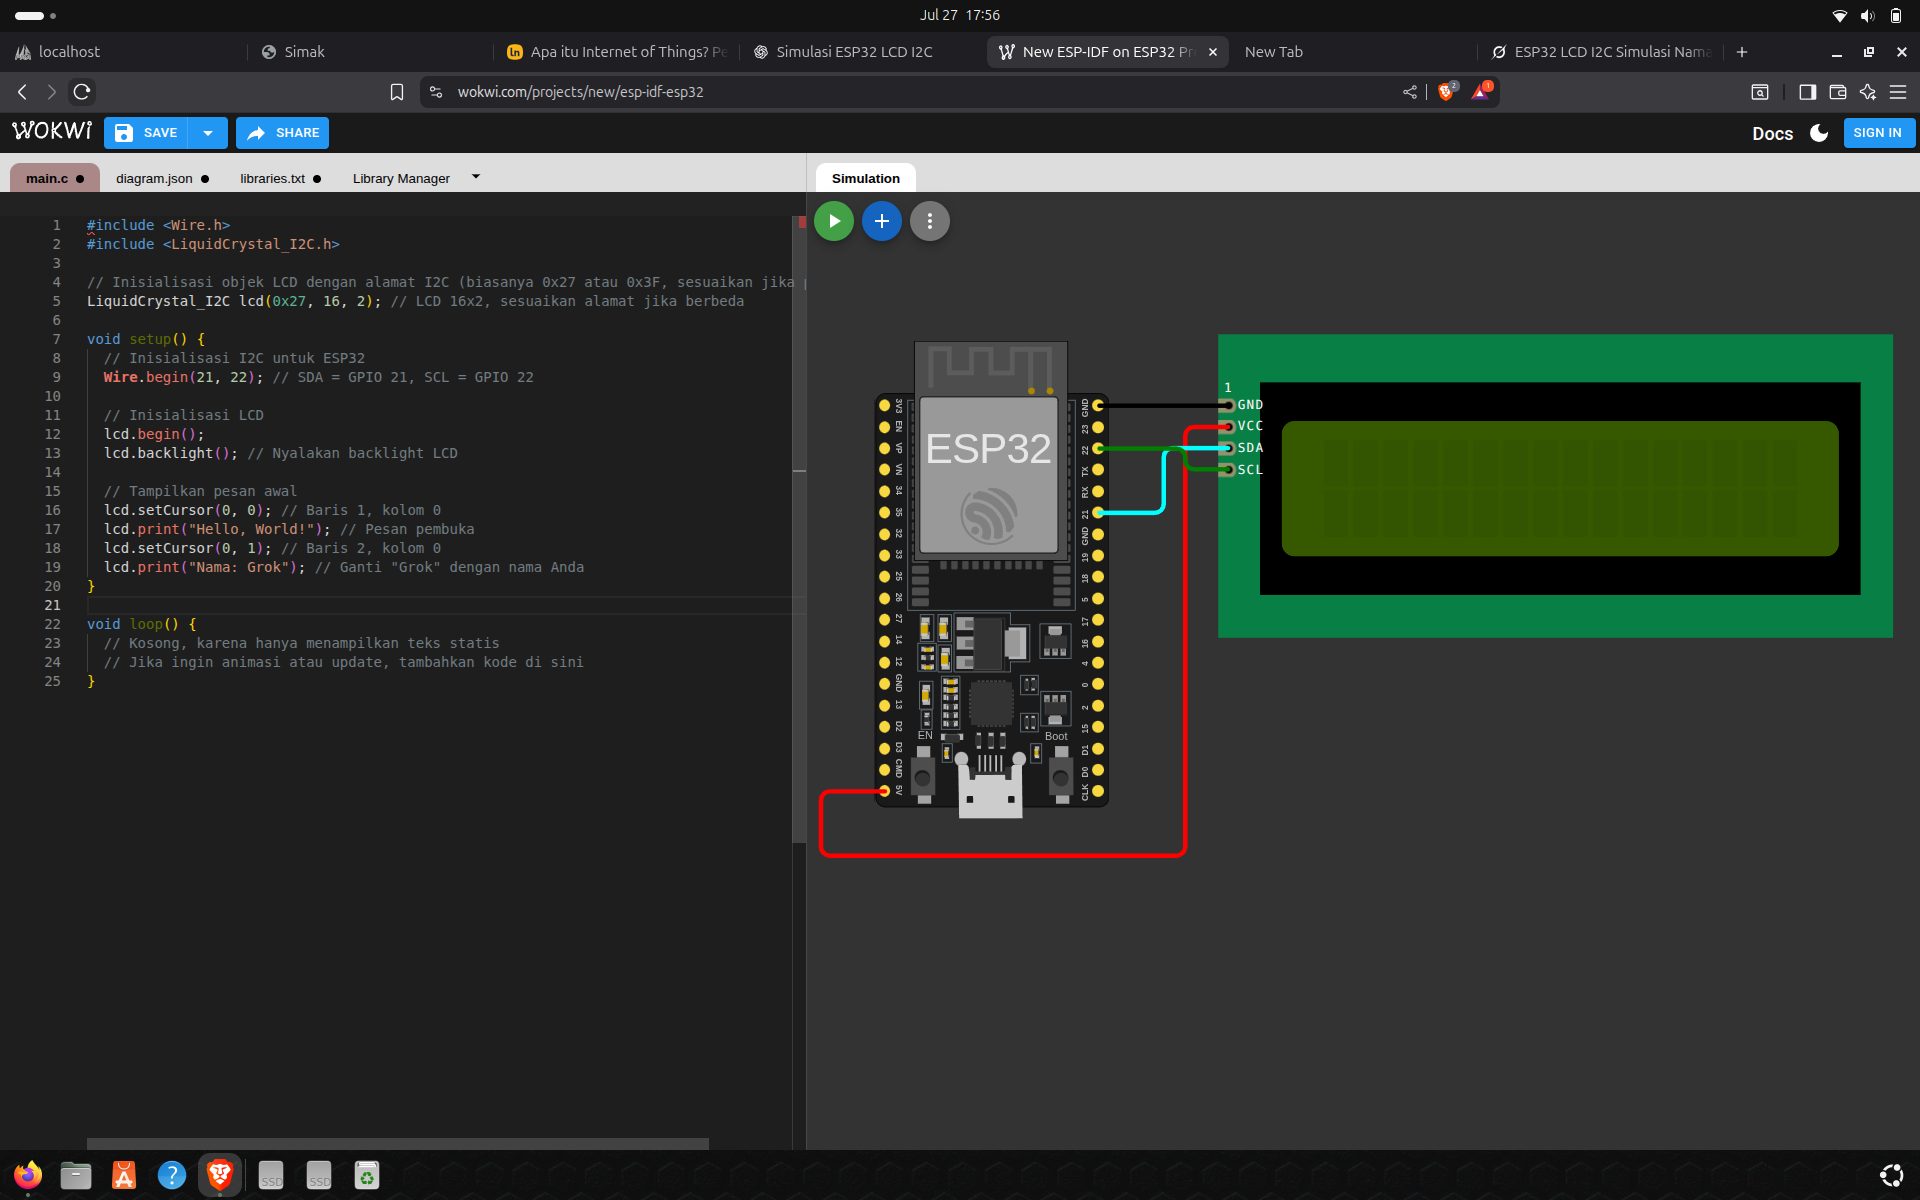 Jul 27 17:56
localhost
Simak
Apa itu Internet of Things? Pe
Simulasi ESP32 LCD I2C
New ESP-IDF on ESP32 Pr
New Tab
ESP32 LCD I2C Simulasi Nama
wokwi.com/projects/new/esp-idf-esp32
2
1
WOKWi
SAVE
SHARE
Docs
SIGN IN
main.c
diagram.json
libraries.txt
Library Manager
Simulation
1 #include <Wire.h>
2 #include <LiquidCrystal_I2C.h>
3
4 // Inisialisasi objek LCD dengan alamat I2C (biasanya 0x27 atau 0x3F, sesuaikan jika
5 LiquidCrystal_I2C lcd(0x27, 16, 2); // LCD 16x2, sesuaikan alamat jika berbeda
6
7 void setup() {
8 // Inisialisasi I2C untuk ESP32
9 Wire.begin(21, 22); // SDA = GPIO 21, SCL = GPIO 22
10
11 // Inisialisasi LCD
12 lcd.begin();
13 lcd.backlight(); // Nyalakan backlight LCD
14
15 // Tampilkan pesan awal
16 lcd.setCursor(0, 0); // Baris 1, kolom 0
17 lcd.print("Hello, World!"); // Pesan pembuka
18 lcd.setCursor(0, 1); // Baris 2, kolom 0
19 lcd.print("Nama: Grok"); // Ganti "Grok" dengan nama Anda
20 }
21
22 void loop() {
23 // Kosong, karena hanya menampilkan teks statis
24 // Jika ingin animasi atau update, tambahkan kode di sini
25 }
ESP32
3V3
EN
VP
VN
34
35
32
33
25
26
27
14
12
GND
13
D2
D3
CMD
5V
GND
23
22
TX
RX
21
GND
19
18
5
17
16
4
0
2
15
D1
D0
CLK
EN
Boot
1
GND
VCC
SDA
SCL
SSD
SSD